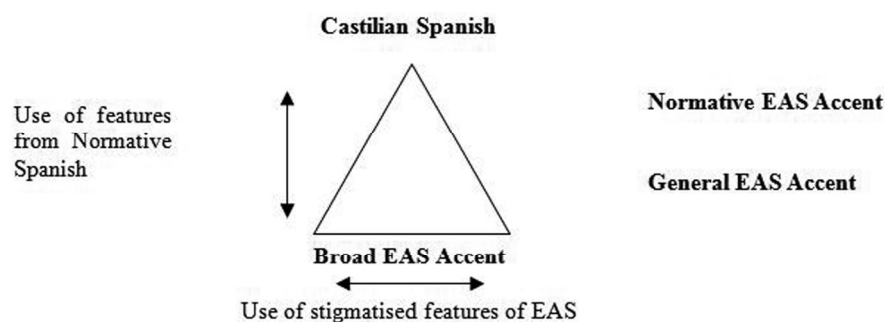 Castilian Spanish
Use of features
from Normative
Spanish
Normative EAS Accent
General EAS Accent
Broad EAS Accent
Use of stigmatised features of EAS